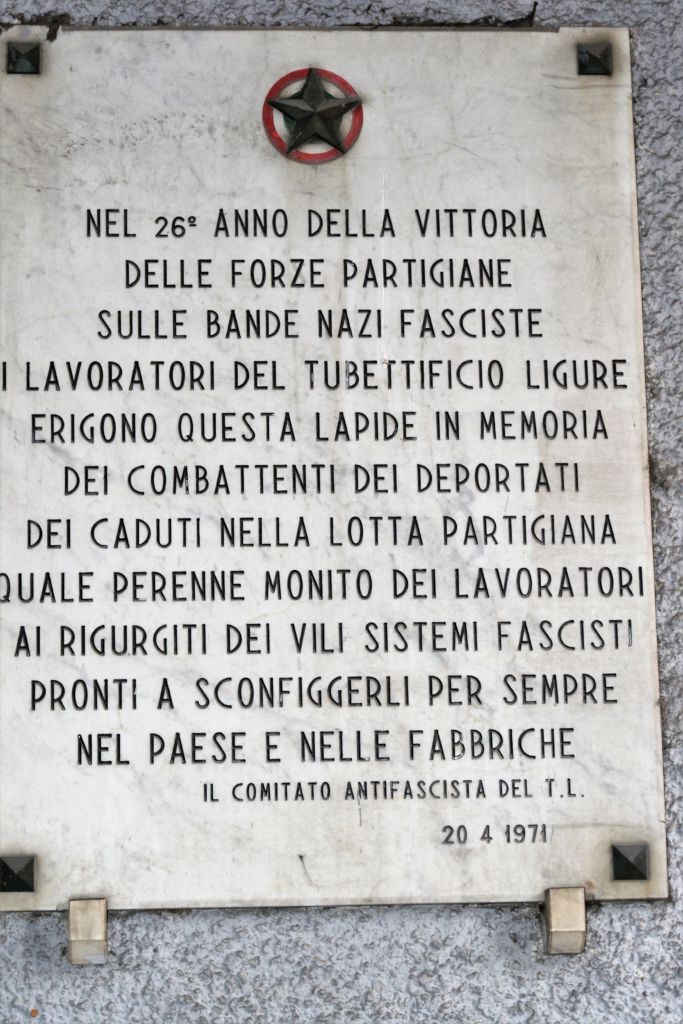 NEL 26º ANNO DELLA VITTORIA
DELLE FORZE PARTIGIANE
SULLE BANDE NAZI FASCISTE
I LAVORATORI DEL TUBETTIFICIO LIGURE
ERIGONO QUESTA LAPIDE IN MEMORIA
DEI COMBATTENTI DEI DEPORTATI
DEI CADUTI NELLA LOTTA PARTIGIANA
QUALE PERENNE MONITO DEI LAVORATORI
AI RIGURGITI DEI VILI SISTEMI FASCISTI
PRONTI A SCONFIGGERLI PER SEMPRE
NEL PAESE E NELLE FABBRICHE
IL COMITATO ANTIFASCISTA DEL T.L.
20 4 1971